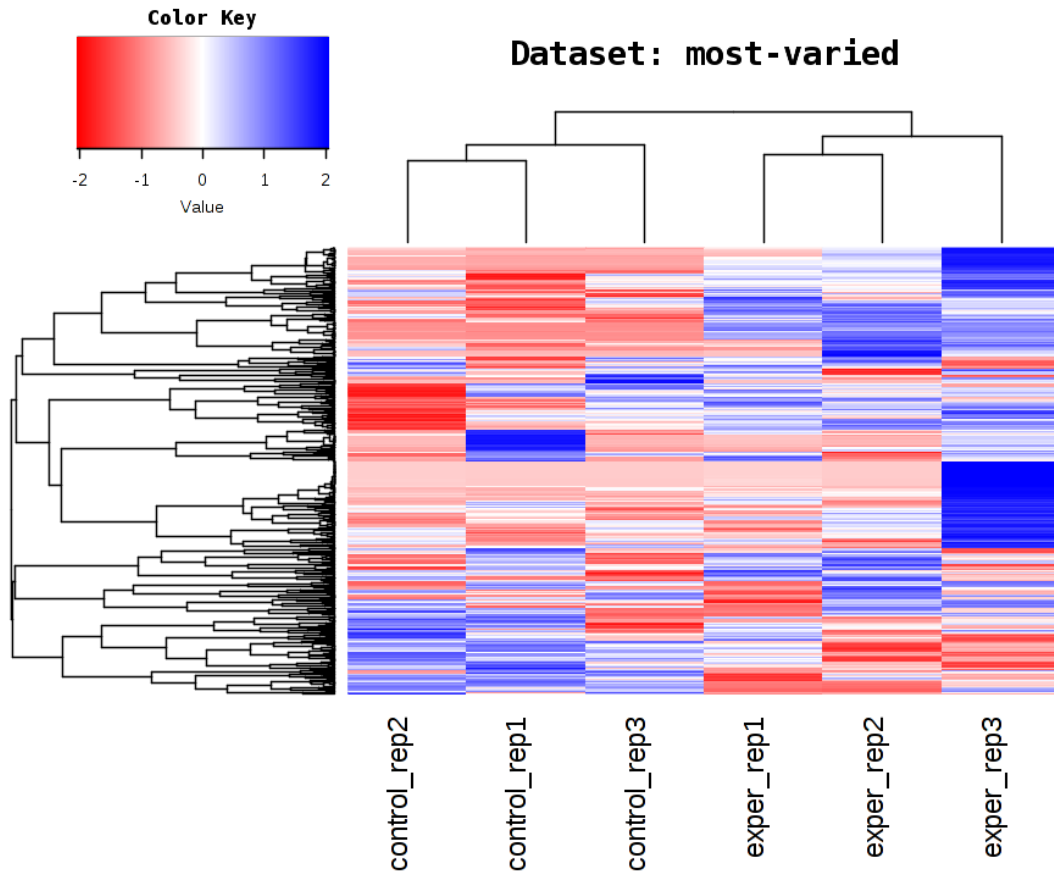 Color Key
Dataset: most-varied
-2 -1 0 1 2
Value
control_rep2
control_rep1
control_rep3
exper_rep1
exper_rep2
exper_rep3